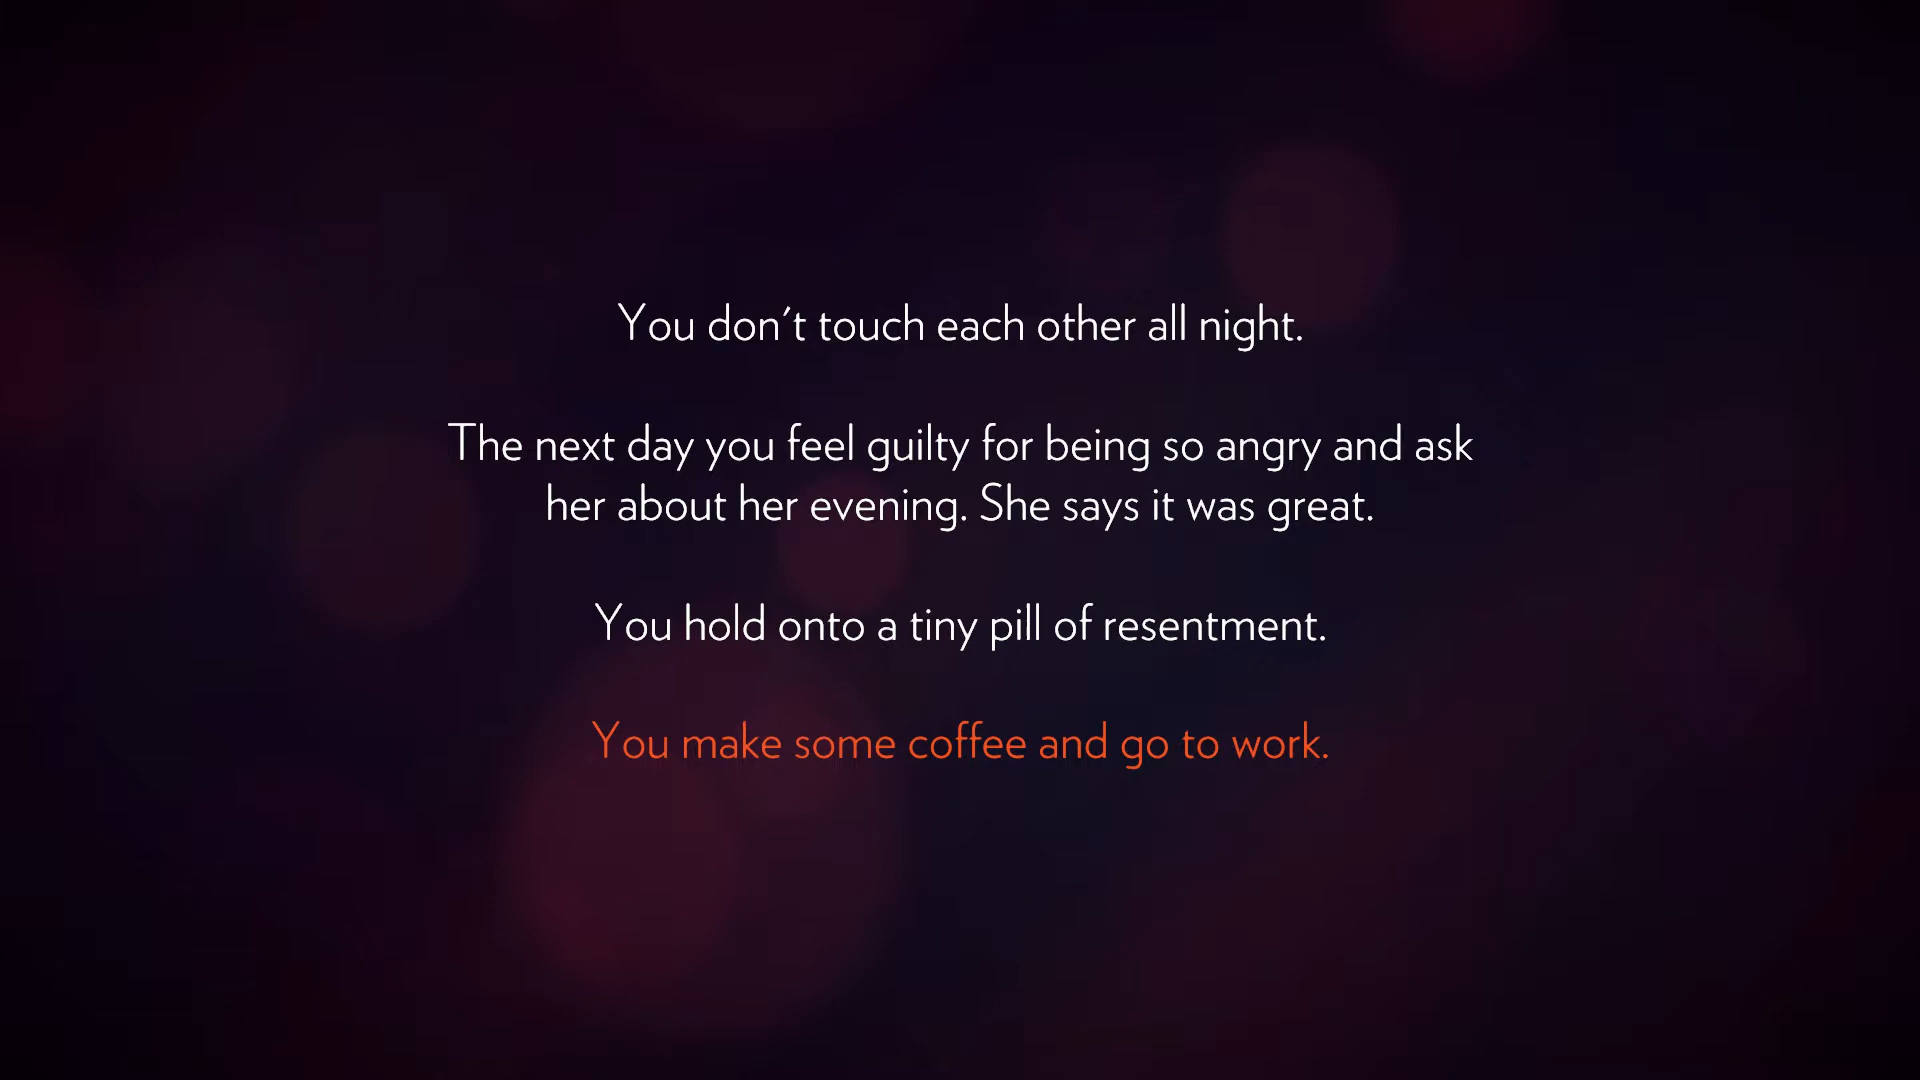 You don't touch each other all night.
The next day you feel guilty for being so angry and ask
her about her evening. She says it was great.
You hold onto a tiny pill of resentment.
You make some coffee and go to work.